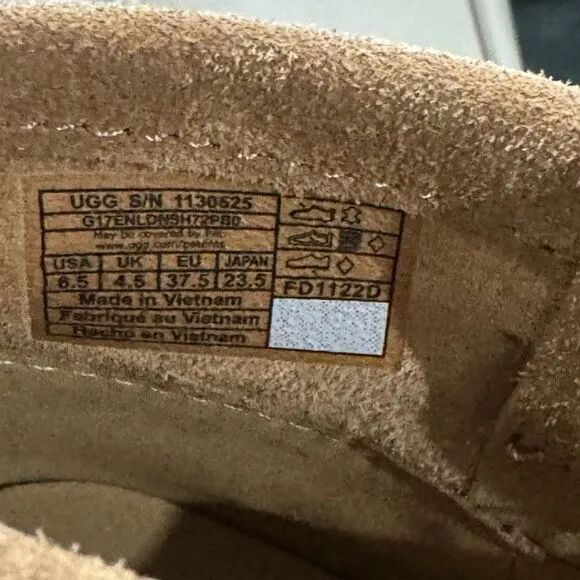 UGG S/N 1130525
G17ENLDNSH72PB0
May be covered by Pat.
www.ugg.com/patents
USA UK EU JAPAN
6.5 4.5 37.5 23.5
FD1122D
Made in Vietnam
Fabriqué au Vietnam
Hecho en Vietnam